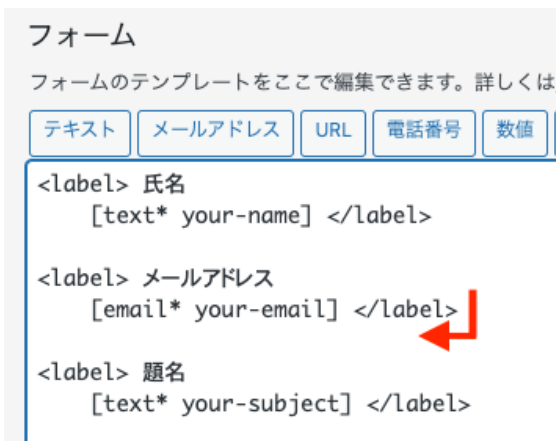 フォーム
フォームのテンプレートをここで編集できます。詳しくは
テキスト メールアドレス URL 電話番号 数値
<label> 氏名
[text* your-name] </label>
<label> メールアドレス
[email* your-email] </label>
<label> 題名
[text* your-subject] </label>